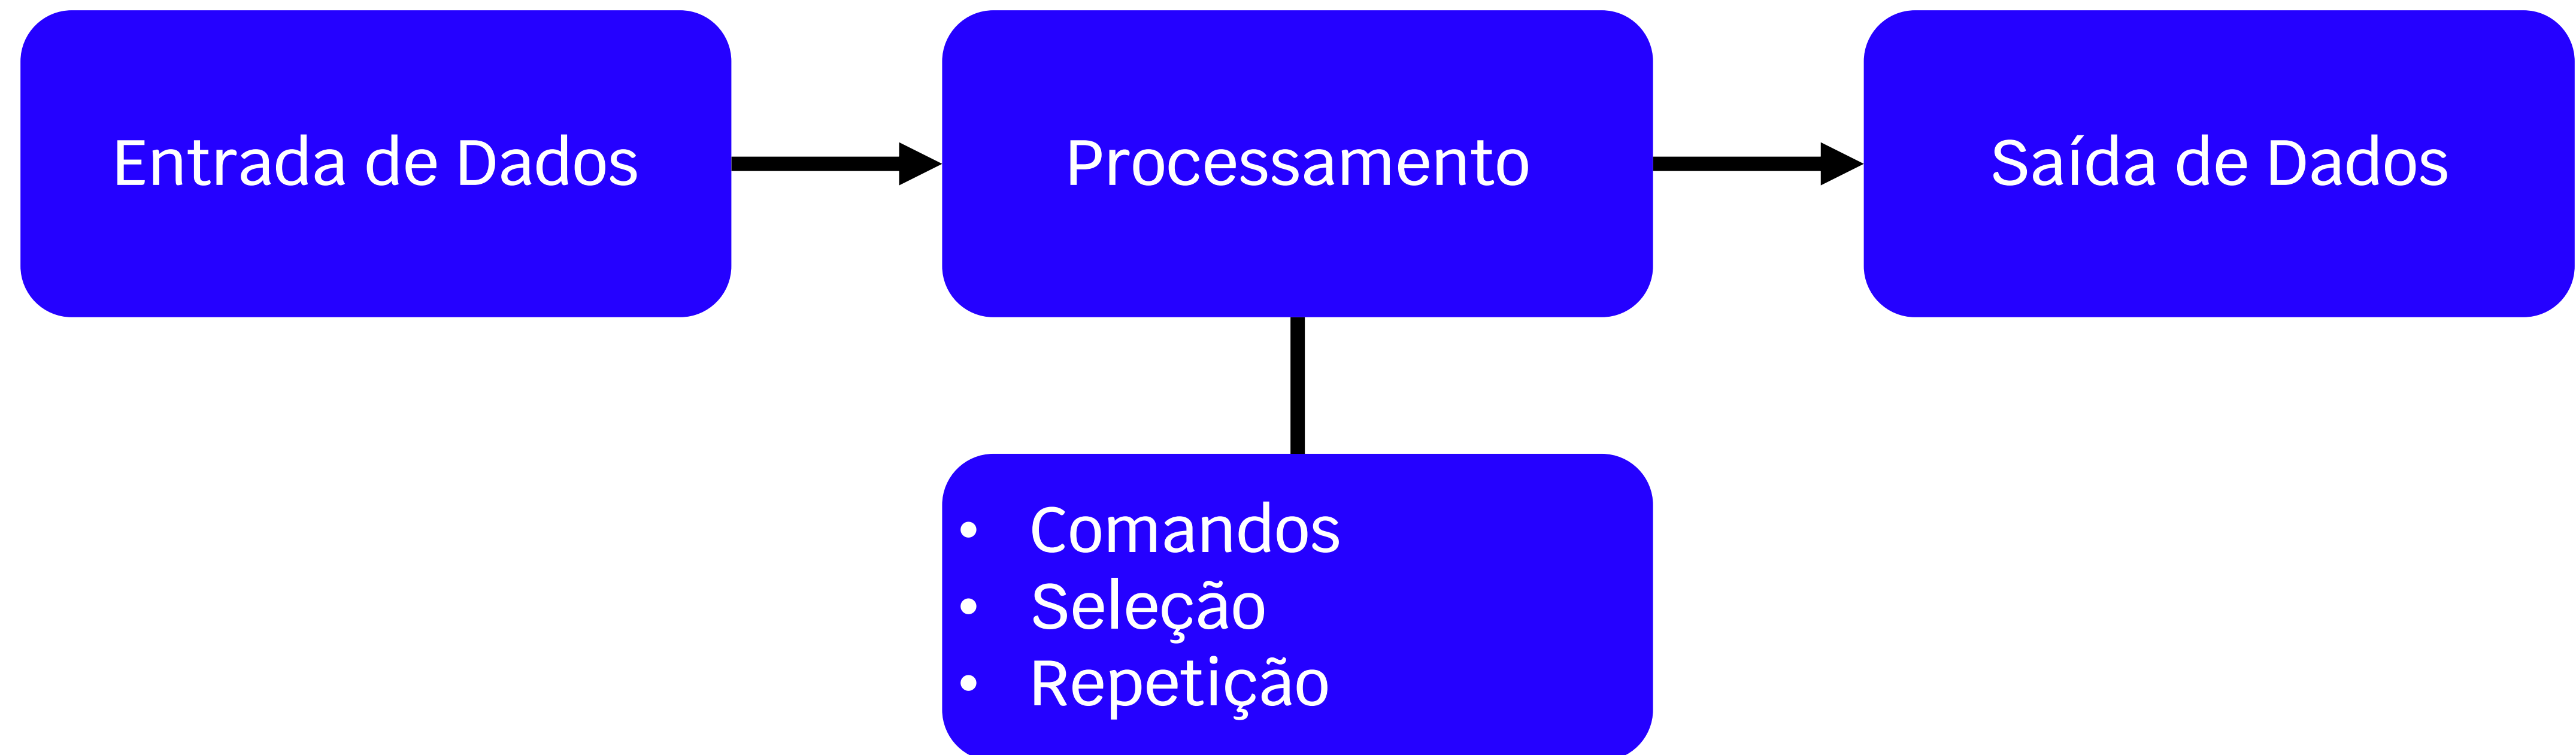 Entrada de Dados
Processamento
Saída de Dados
• Comandos
• Seleção
• Repetição